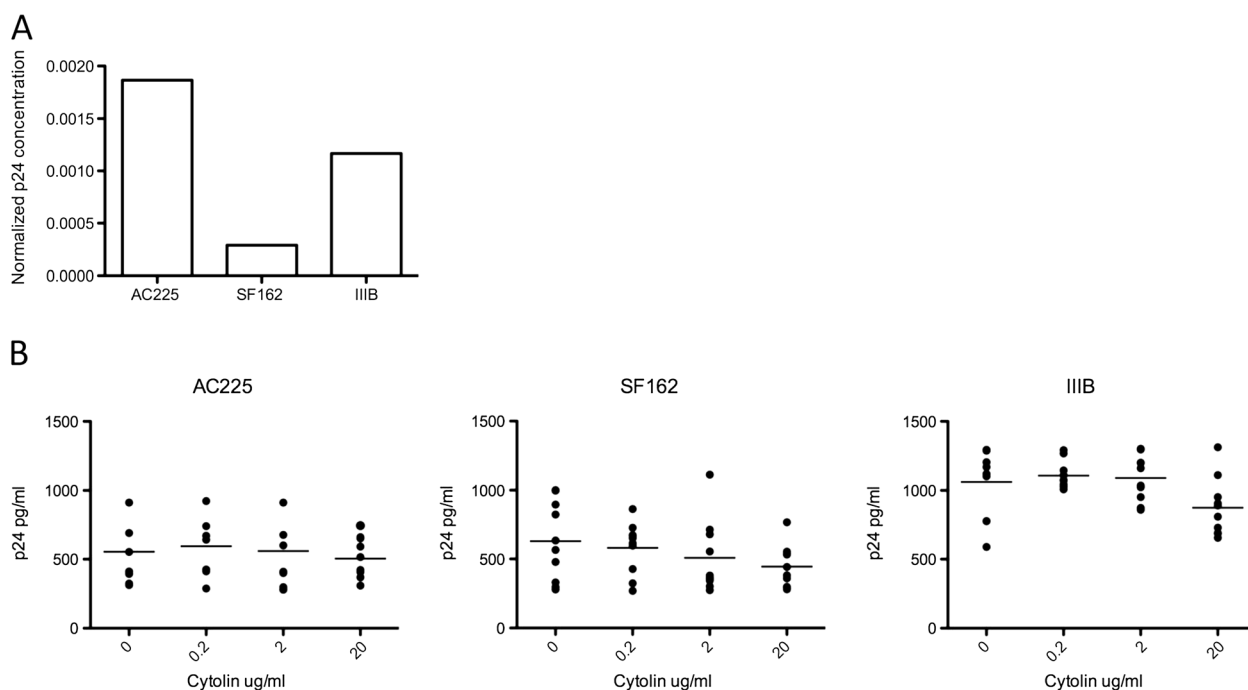 A
Normalized p24 concentration
0.0020
0.0015
0.0010
0.0005
0.0000
AC225 SF162 IIIB
B
AC225
p24 pg/ml
1500
1000
500
0
0 0.2 2 20
Cytolin ug/ml
SF162
p24 pg/ml
1500
1000
500
0
0 0.2 2 20
Cytolin ug/ml
IIIB
p24 pg/ml
1500
1000
500
0
0 0.2 2 20
Cytolin ug/ml